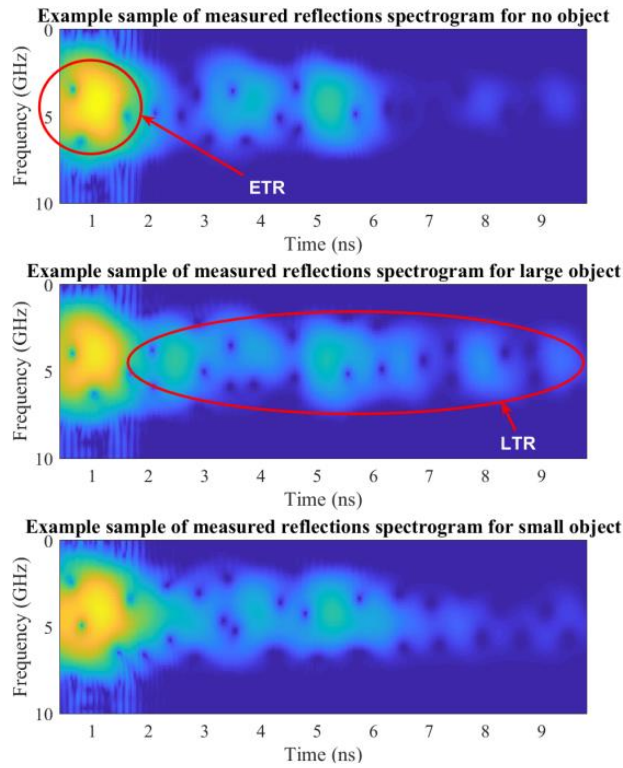 Example sample of measured reflections spectrogram for no object
0
5
10
Frequency (GHz)
ETR
1 2 3 4 5 6 7 8 9
Time (ns)
Example sample of measured reflections spectrogram for large object
0
5
10
Frequency (GHz)
LTR
1 2 3 4 5 6 7 8 9
Time (ns)
Example sample of measured reflections spectrogram for small object
0
5
10
Frequency (GHz)
1 2 3 4 5 6 7 8 9
Time (ns)